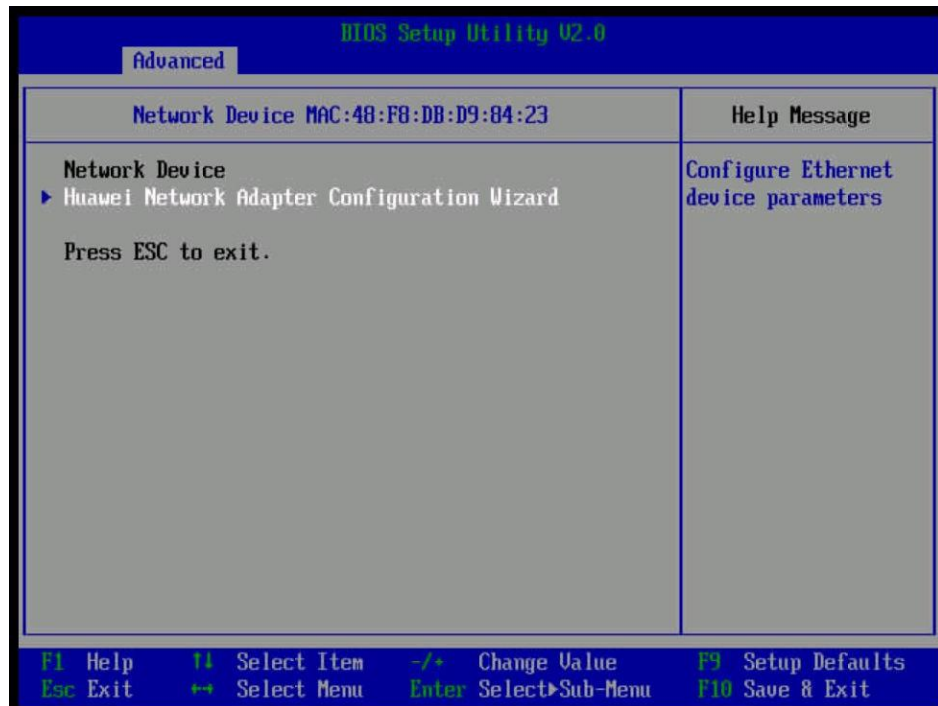 BIOS Setup Utility V2.0
Advanced
Network Device MAC:48:F8:DB:D9:84:23
Help Message
Network Device
Huawei Network Adapter Configuration Wizard
Press ESC to exit.
Configure Ethernet
device parameters
F1 Help ↑↓ Select Item -/+ Change Value F9 Setup Defaults
Esc Exit ←→ Select Menu Enter Select▶Sub-Menu F10 Save & Exit